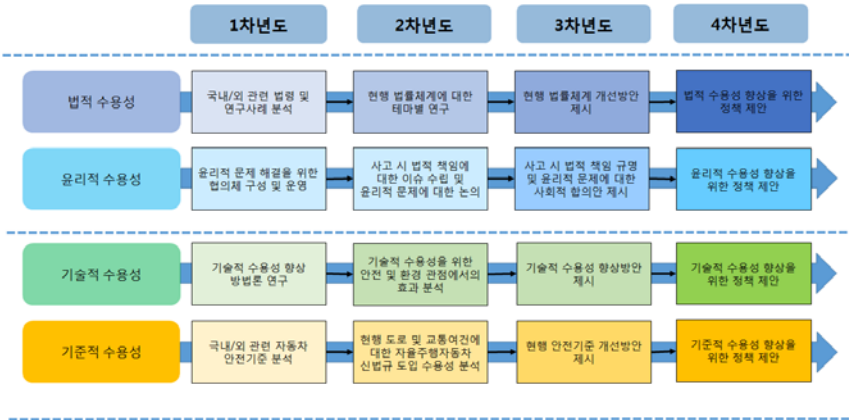 1차년도
2차년도
3차년도
4차년도
법적 수용성
국내/외 관련 법령 및
연구사례 분석
현행 법률체계에 대한
테마별 연구
현행 법률체계 개선방안
제시
법적 수용성 향상을 위한
정책 제안
윤리적 수용성
윤리적 문제 해결을 위한
협의체 구성 및 운영
사고 시 법적 책임에
대한 이슈 수립 및
윤리적 문제에 대한 논의
사고 시 법적 책임 규명
및 윤리적 문제에 대한
사회적 합의안 제시
윤리적 수용성 향상을
위한 정책 제안
기술적 수용성
기술적 수용성 향상
방법론 연구
기술적 수용성을 위한
안전 및 환경 관점에서의
효과 분석
기술적 수용성 향상방안
제시
기술적 수용성 향상을
위한 정책 제안
기준적 수용성
국내/외 관련 자동차
안전기준 분석
현행 도로 및 교통여건에
대한 자율주행자동차
신법규 도입 수용성 분석
현행 안전기준 개선방안
제시
기준적 수용성 향상을
위한 정책 제안